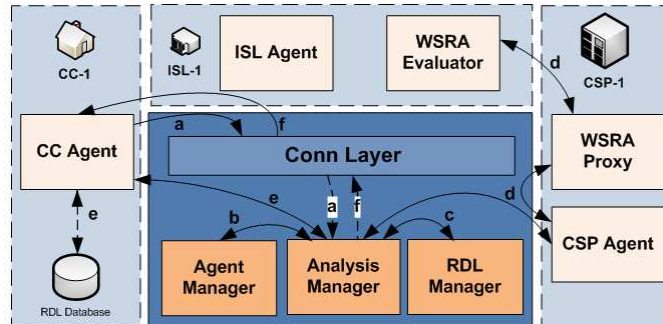 CC-1
ISL-1
ISL Agent
WSRA
Evaluator
CSP-1
d
a
f
CC Agent
Conn Layer
WSRA
Proxy
e
e
a
f
d
b
c
CSP Agent
Agent
Manager
Analysis
Manager
RDL
Manager
RDL Database